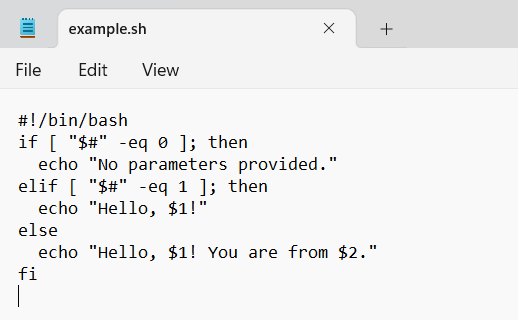 example.sh
File Edit View
#!/bin/bash
if [ "$#" -eq 0 ]; then
  echo "No parameters provided."
elif [ "$#" -eq 1 ]; then
  echo "Hello, $1!"
else
  echo "Hello, $1! You are from $2."
fi